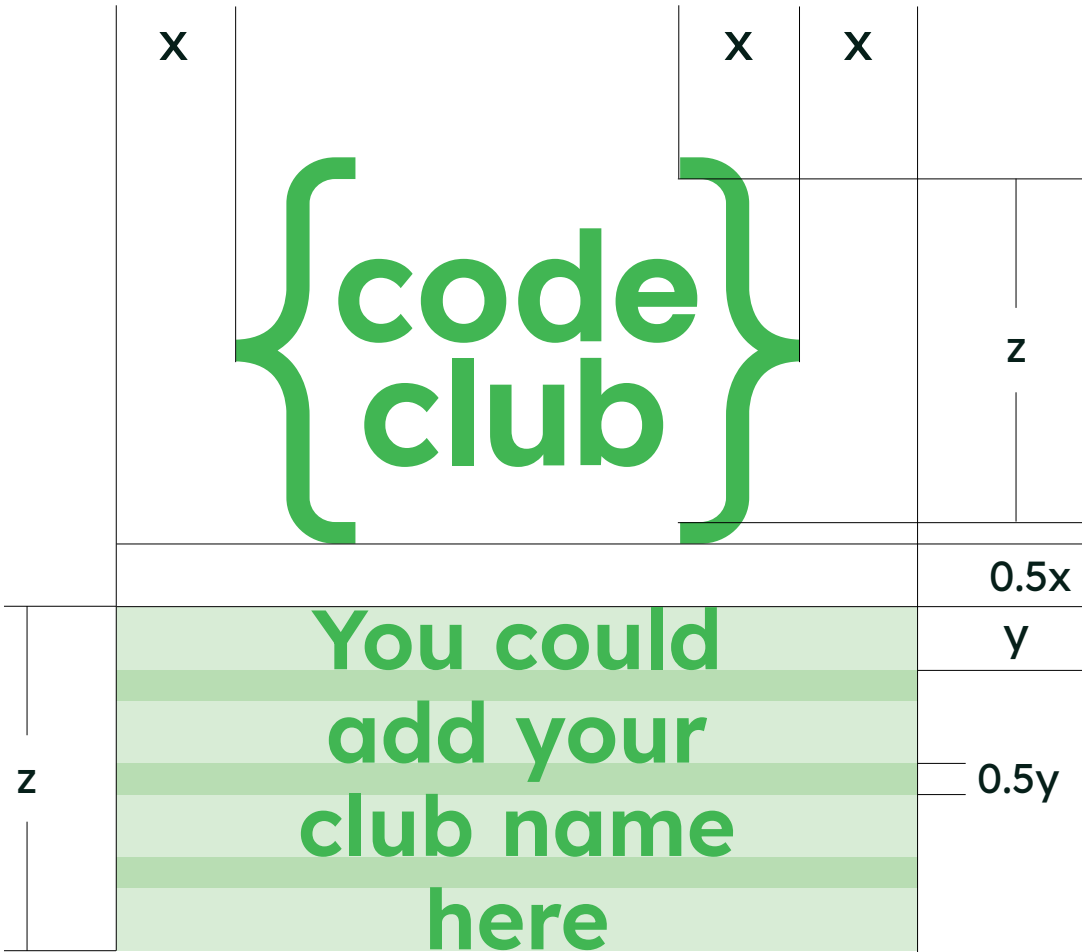 x x x
code
club
z
0.5x
You could
y
add your
z 0.5y
club name
here